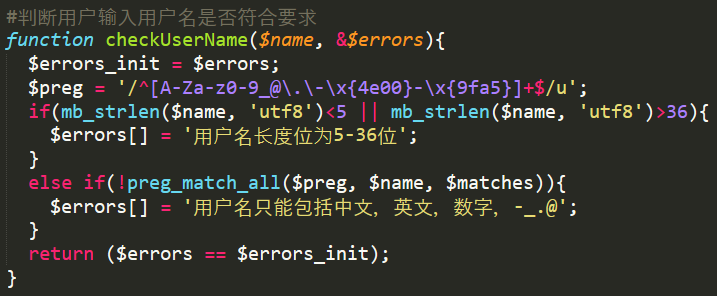 #判断用户输入用户名是否符合要求
function checkUserName($name, &$errors){
$errors_init = $errors;
$preg = '/^[A-Za-z0-9_@\.\-\x{4e00}-\x{9fa5}]+$/u';
if(mb_strlen($name, 'utf8')<5 || mb_strlen($name, 'utf8')>36){
$errors[] = '用户名长度位为5-36位';
}
else if(!preg_match_all($preg, $name, $matches)){
$errors[] = '用户名只能包括中文, 英文, 数字, -_.@';
}
return ($errors == $errors_init);
}